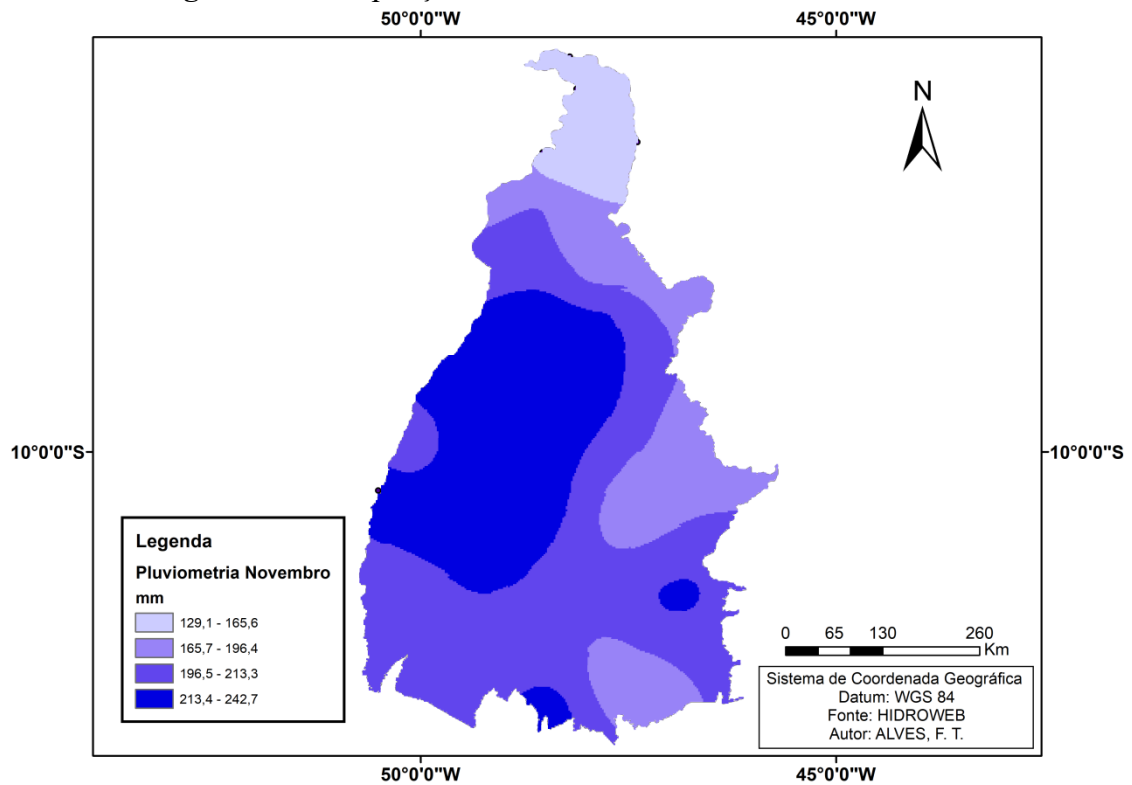 50°0'0"W 45°0'0"W
N
10°0'0"S 10°0'0"S
Legenda
Pluviometria Novembro
mm
129,1 - 165,6
165,7 - 196,4
196,5 - 213,3
213,4 - 242,7
0 65 130 260
Km
Sistema de Coordenada Geográfica
Datum: WGS 84
Fonte: HIDROWEB
Autor: ALVES, F. T.
50°0'0"W 45°0'0"W